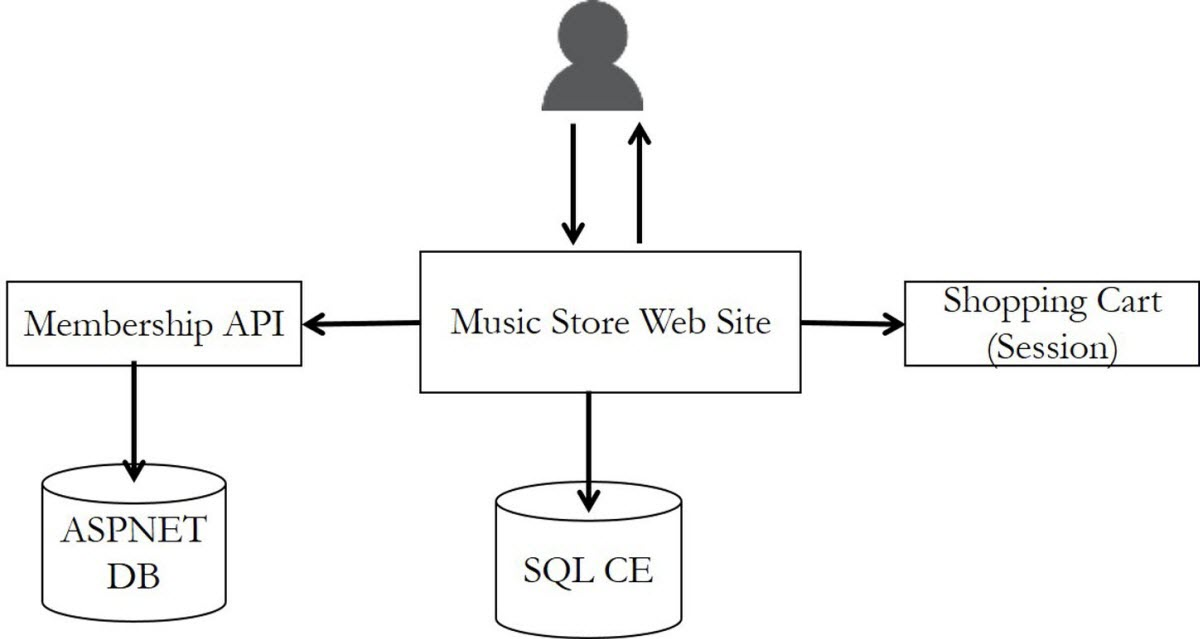 Membership API
Music Store Web Site
Shopping Cart
(Session)
ASPNET
DB
SQL CE